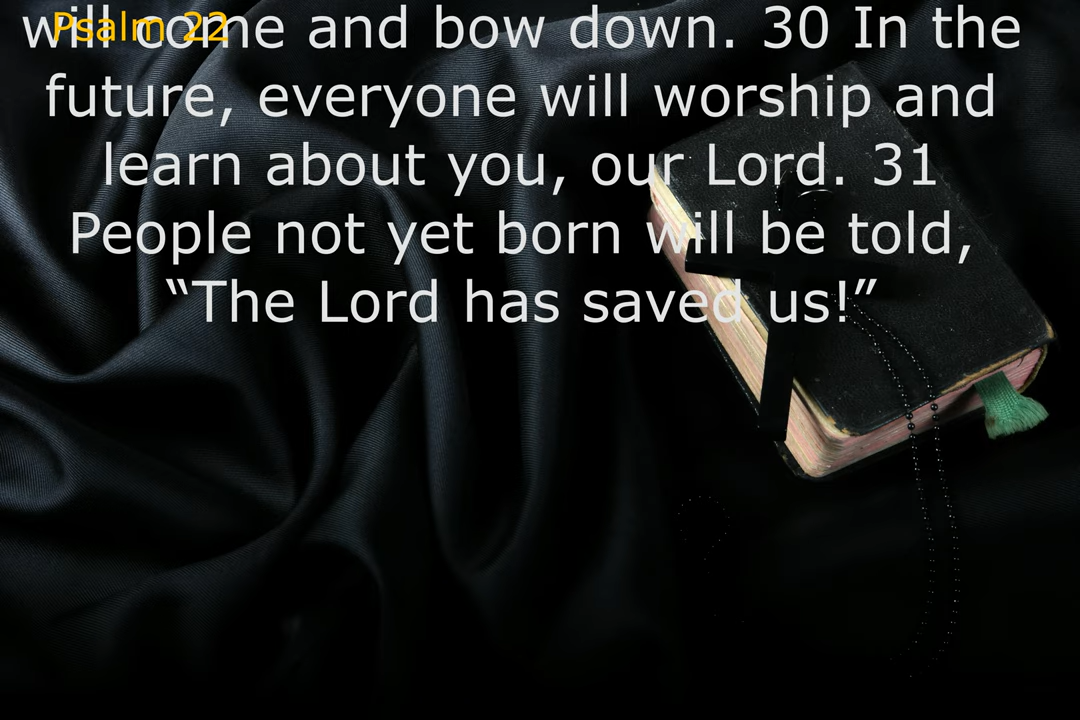 Psalm 22
will come and bow down. 30 In the
future, everyone will worship and
learn about you, our Lord. 31
People not yet born will be told,
“The Lord has saved us!”